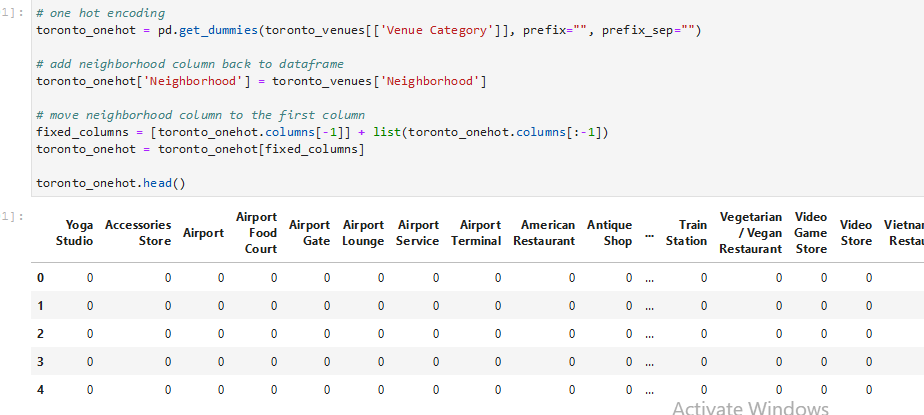 1]:
# one hot encoding
toronto_onehot = pd.get_dummies(toronto_venues[['Venue Category']], prefix="", prefix_sep="")
# add neighborhood column back to dataframe
toronto_onehot['Neighborhood'] = toronto_venues['Neighborhood']
# move neighborhood column to the first column
fixed_columns = [toronto_onehot.columns[-1]] + list(toronto_onehot.columns[:-1])
toronto_onehot = toronto_onehot[fixed_columns]
toronto_onehot.head()
1]:
Yoga Studio Accessories Store Airport Airport Food Court Airport Gate Airport Lounge Airport Service Airport Terminal American Restaurant Antique Shop ... Train Station Vegetarian / Vegan Restaurant Video Game Store Video Store Vietnam Restau
0 0 0 0 0 0 0 0 0 0 0 ... 0 0 0 0
1 0 0 0 0 0 0 0 0 0 0 ... 0 0 0 0
2 0 0 0 0 0 0 0 0 0 0 ... 0 0 0 0
3 0 0 0 0 0 0 0 0 0 0 ... 0 0 0 0
4 0 0 0 0 0 0 0 0 0 0 ... 0 0 0 0
Activate Windows